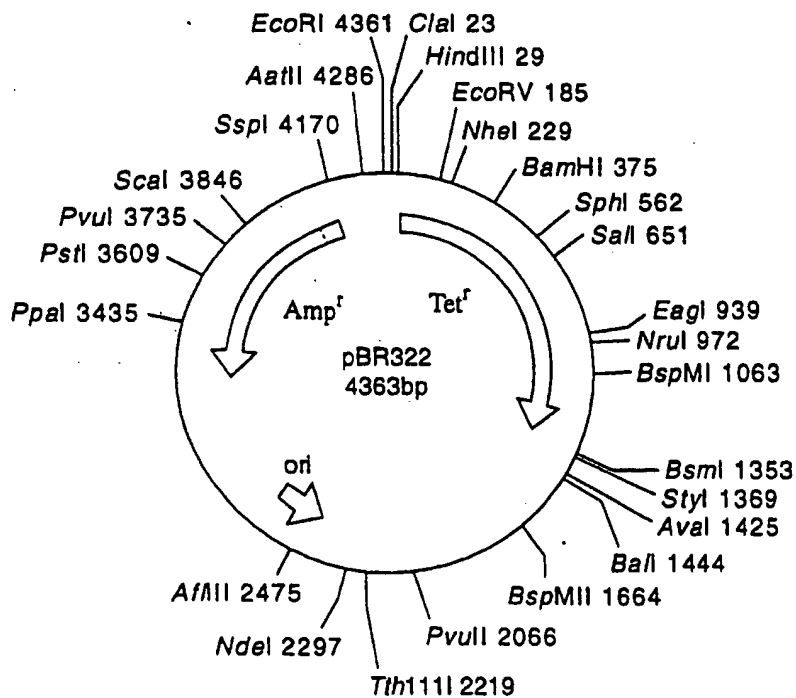 EcoRI 4361
ClaI 23
HindIII 29
AatII 4286
EcoRV 185
SspI 4170
NheI 229
BamHI 375
ScaI 3846
SphI 562
PvuI 3735
SalI 651
PstI 3609
PpaI 3435
Ampʳ
Tetʳ
EagI 939
NruI 972
pBR322
4363bp
BspMI 1063
ori
BsmI 1353
StyI 1369
AvaI 1425
BalI 1444
AflIII 2475
BspMII 1664
NdeI 2297
PvuII 2066
Tth111I 2219